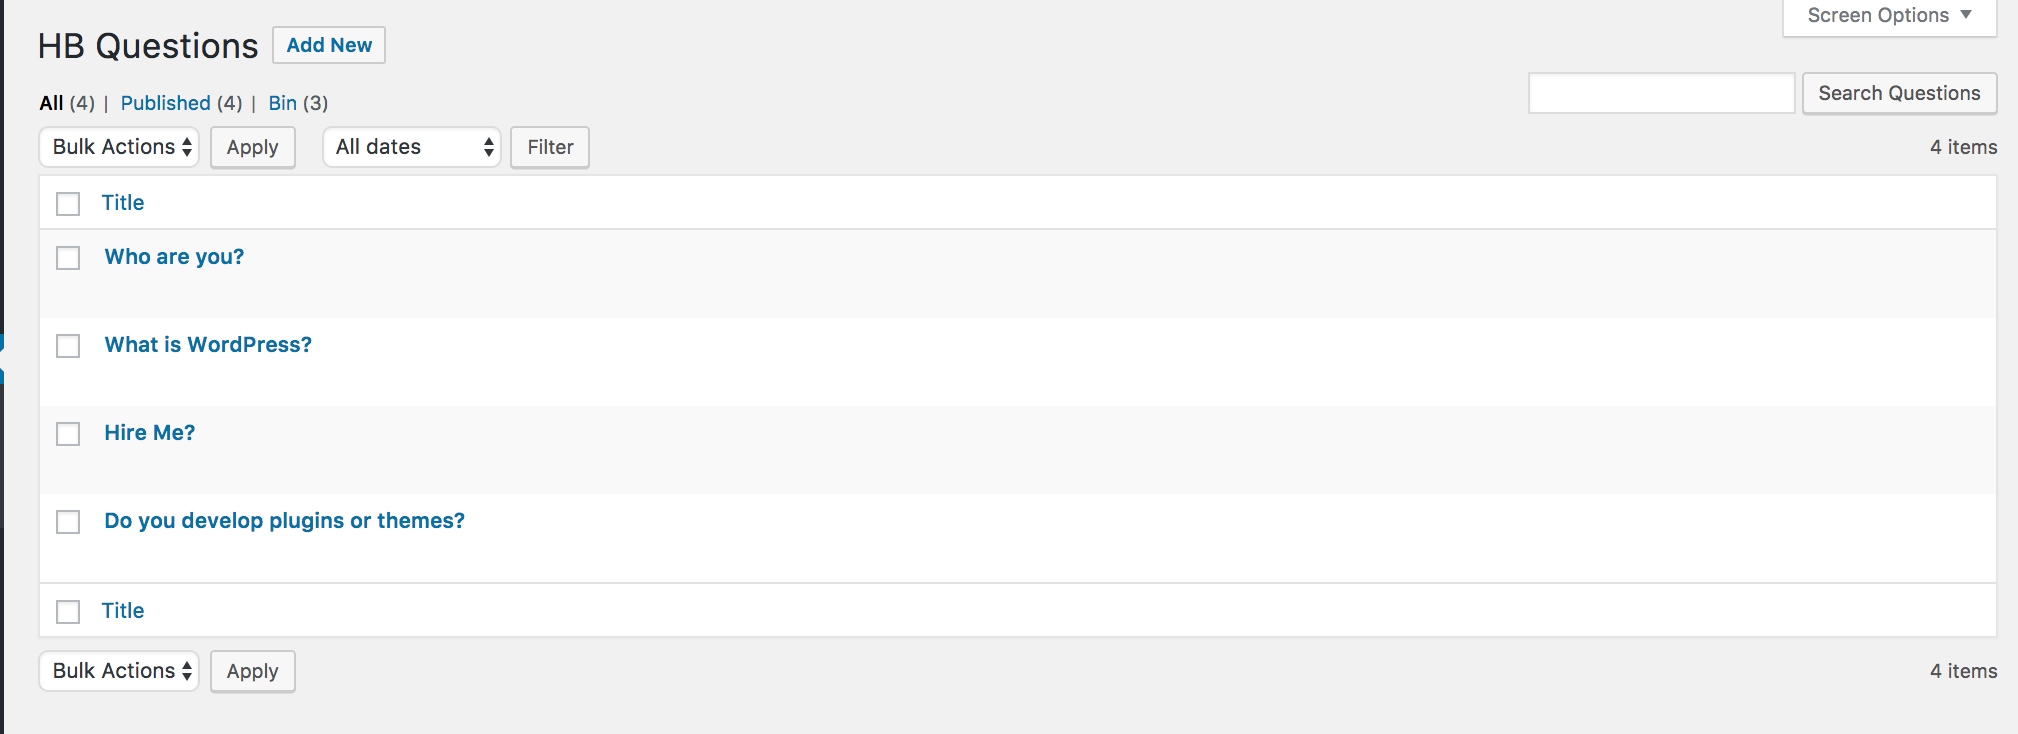 Screen Options
HB Questions Add New
All (4) | Published (4) | Bin (3)
Search Questions
Bulk Actions Apply All dates Filter 4 items
Title
Who are you?
What is WordPress?
Hire Me?
Do you develop plugins or themes?
Title
Bulk Actions Apply 4 items